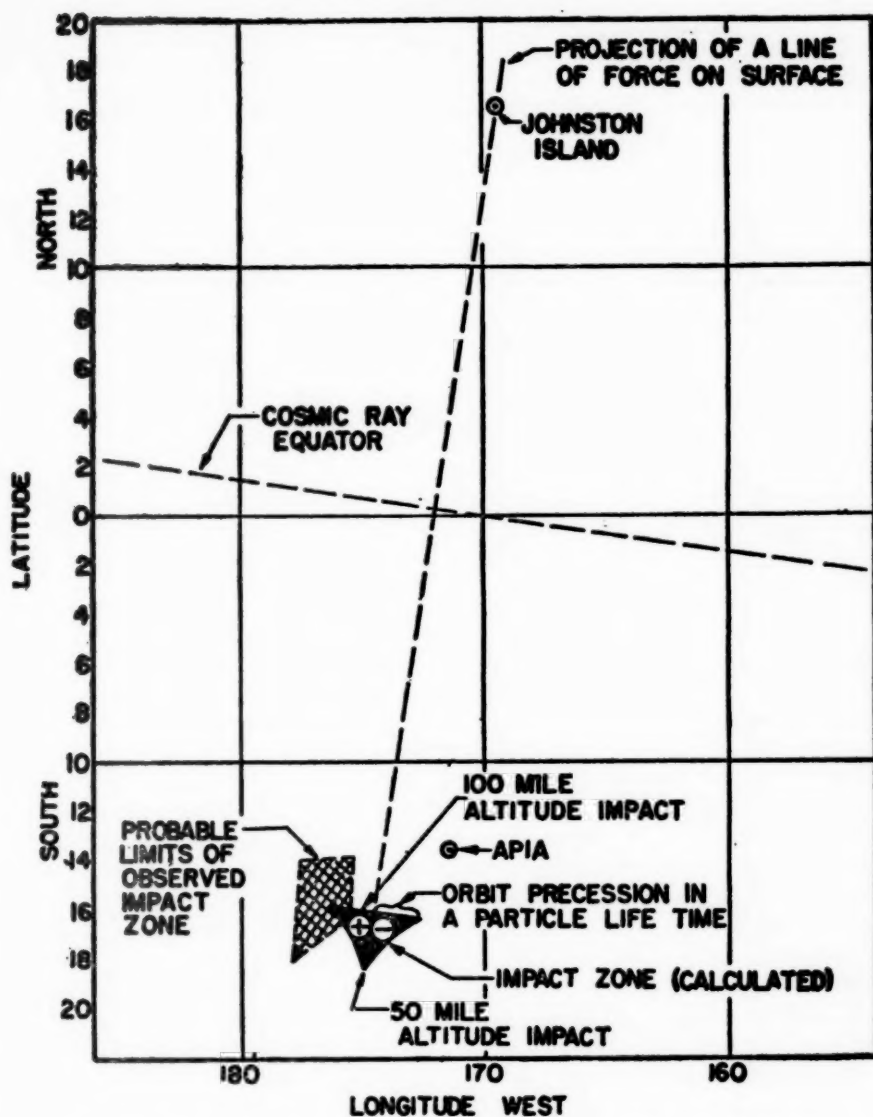 20
18
16
14
12
10
8
6
4
2
0
2
4
6
8
10
12
14
16
18
20
NORTH
LATITUDE
SOUTH
PROJECTION OF A LINE
OF FORCE ON SURFACE
JOHNSTON
ISLAND
COSMIC RAY
EQUATOR
100 MILE
ALTITUDE IMPACT
PROBABLE
LIMITS OF
OBSERVED
IMPACT
ZONE
APIA
ORBIT PRECESSION IN
A PARTICLE LIFE TIME
+ −
IMPACT ZONE (CALCULATED)
50 MILE
ALTITUDE IMPACT
180 170 160
LONGITUDE WEST